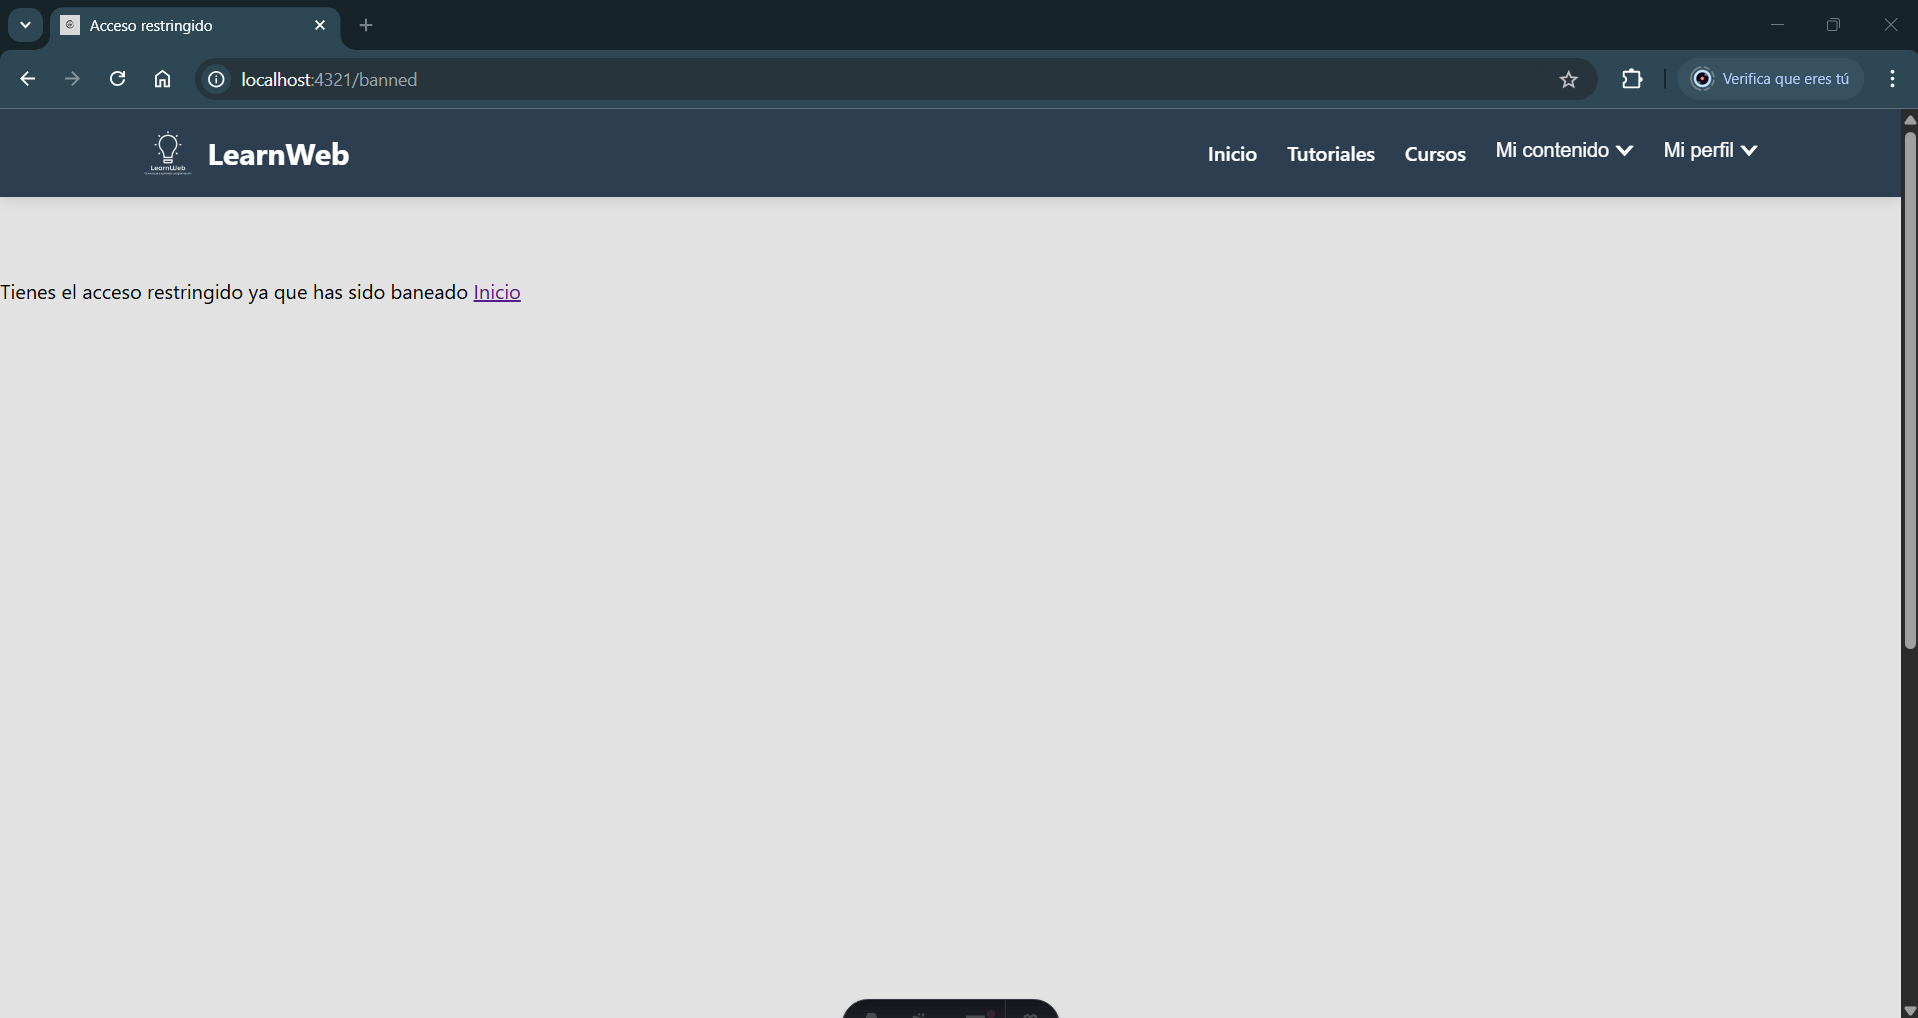 Acceso restringido
localhost:4321/banned
Verifica que eres tú
LearnWeb
LearnWeb
Inicio
Tutoriales
Cursos
Mi contenido
Mi perfil
Tienes el acceso restringido ya que has sido baneado Inicio